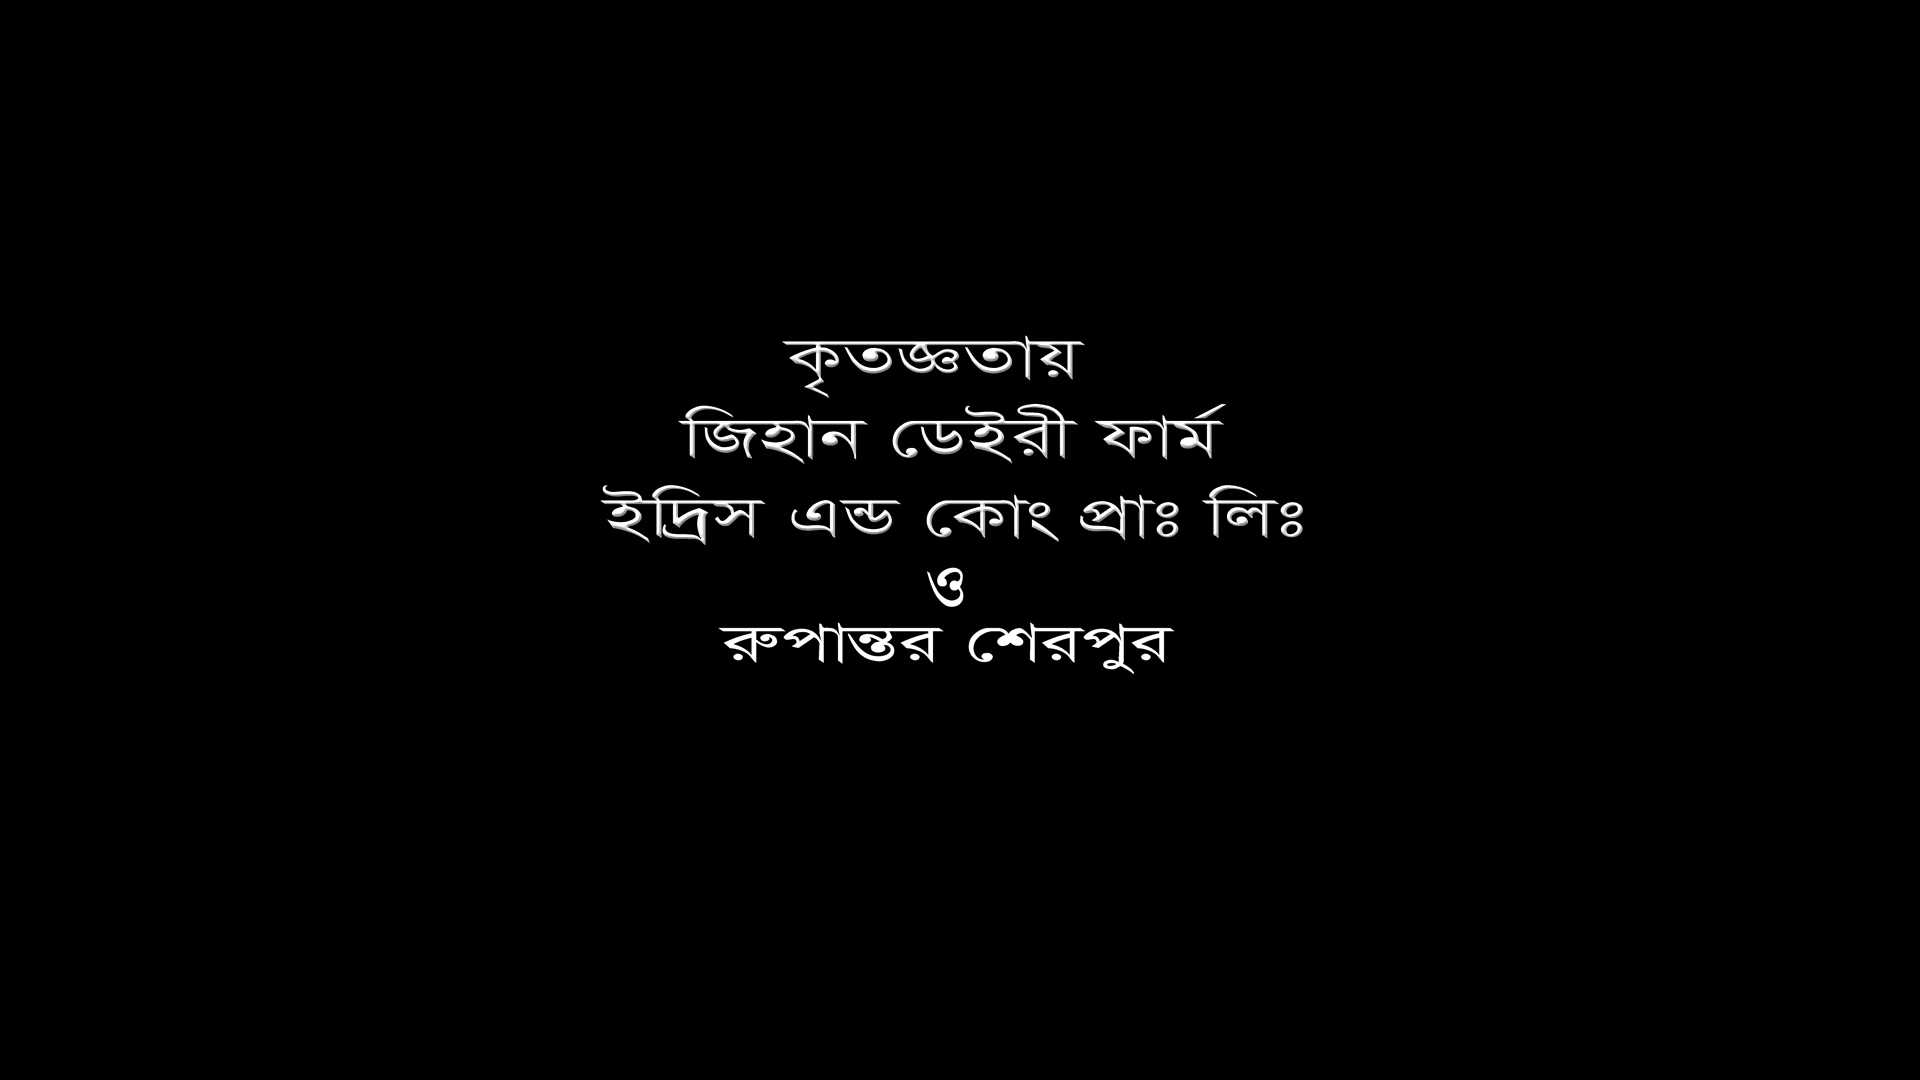 কৃতজ্ঞতায়
জিহান ডেইরী ফার্ম
ইদ্রিস এন্ড কোং প্রাঃ লিঃ
ও
রুপান্তর শেরপুর